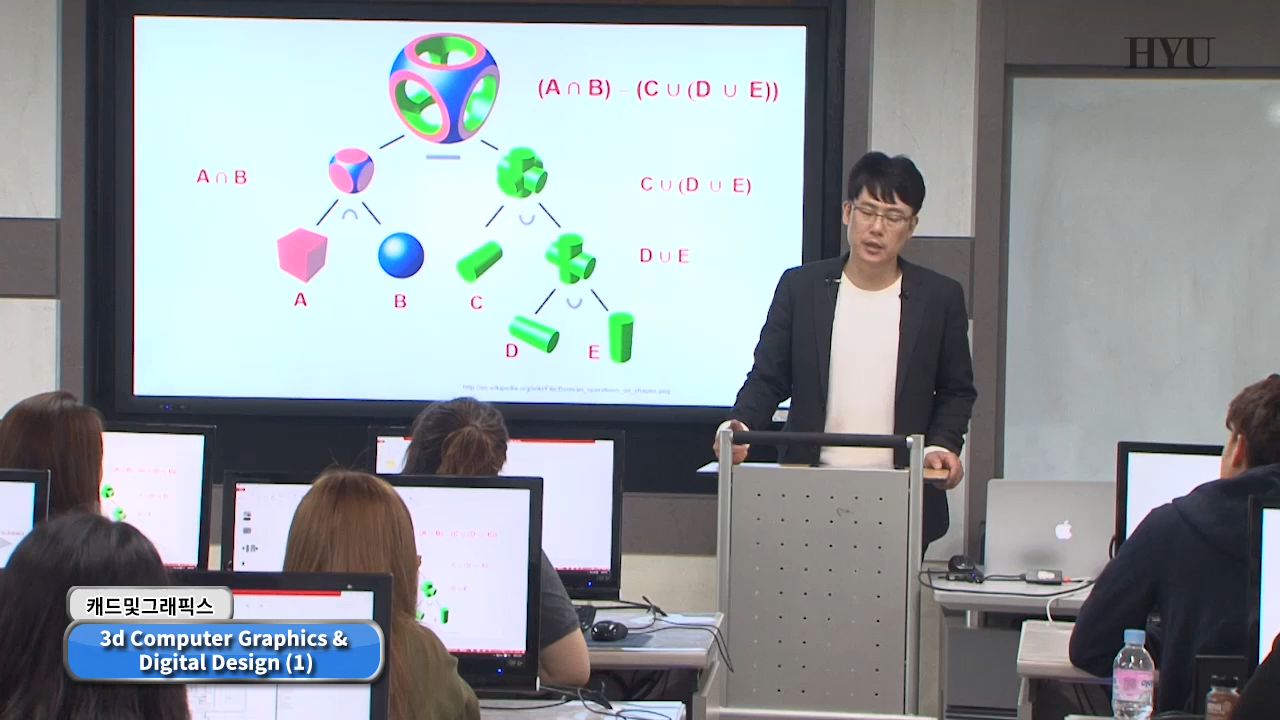 HYU
(A ∩ B) – (C ∪ (D ∪ E))
A ∩ B
C ∪ (D ∪ E)
D ∪ E
A
B
C
D
E
캐드및그래픽스
3d Computer Graphics &
Digital Design (1)